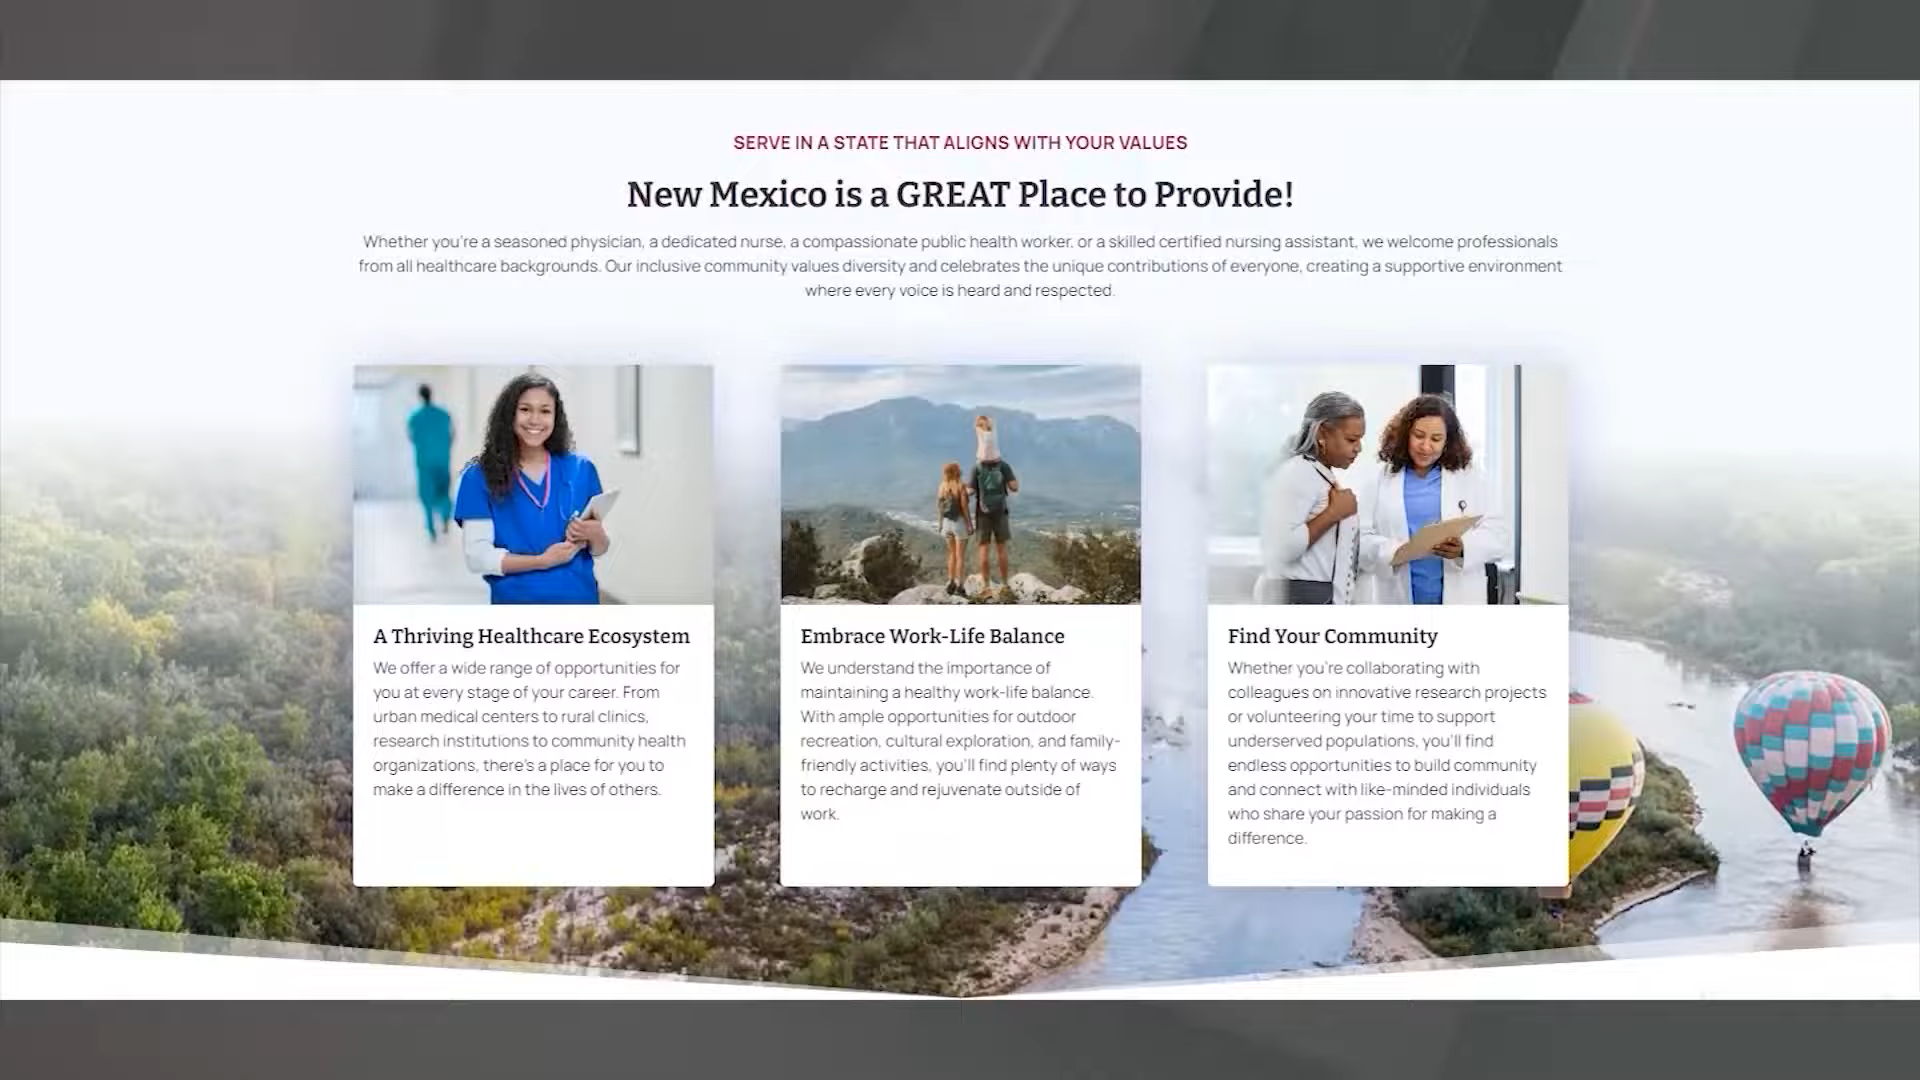 SERVE IN A STATE THAT ALIGNS WITH YOUR VALUES
New Mexico is a GREAT Place to Provide!
Whether you're a seasoned physician, a dedicated nurse, a compassionate public health worker, or a skilled certified nursing assistant, we welcome professionals
from all healthcare backgrounds. Our inclusive community values diversity and celebrates the unique contributions of everyone, creating a supportive environment
where every voice is heard and respected.
A Thriving Healthcare Ecosystem
We offer a wide range of opportunities for
you at every stage of your career. From
urban medical centers to rural clinics,
research institutions to community health
organizations, there's a place for you to
make a difference in the lives of others.
Embrace Work-Life Balance
We understand the importance of
maintaining a healthy work-life balance.
With ample opportunities for outdoor
recreation, cultural exploration, and family-
friendly activities, you'll find plenty of ways
to recharge and rejuvenate outside of
work.
Find Your Community
Whether you're collaborating with
colleagues on innovative research projects
or volunteering your time to support
underserved populations, you'll find
endless opportunities to build community
and connect with like-minded individuals
who share your passion for making a
difference.